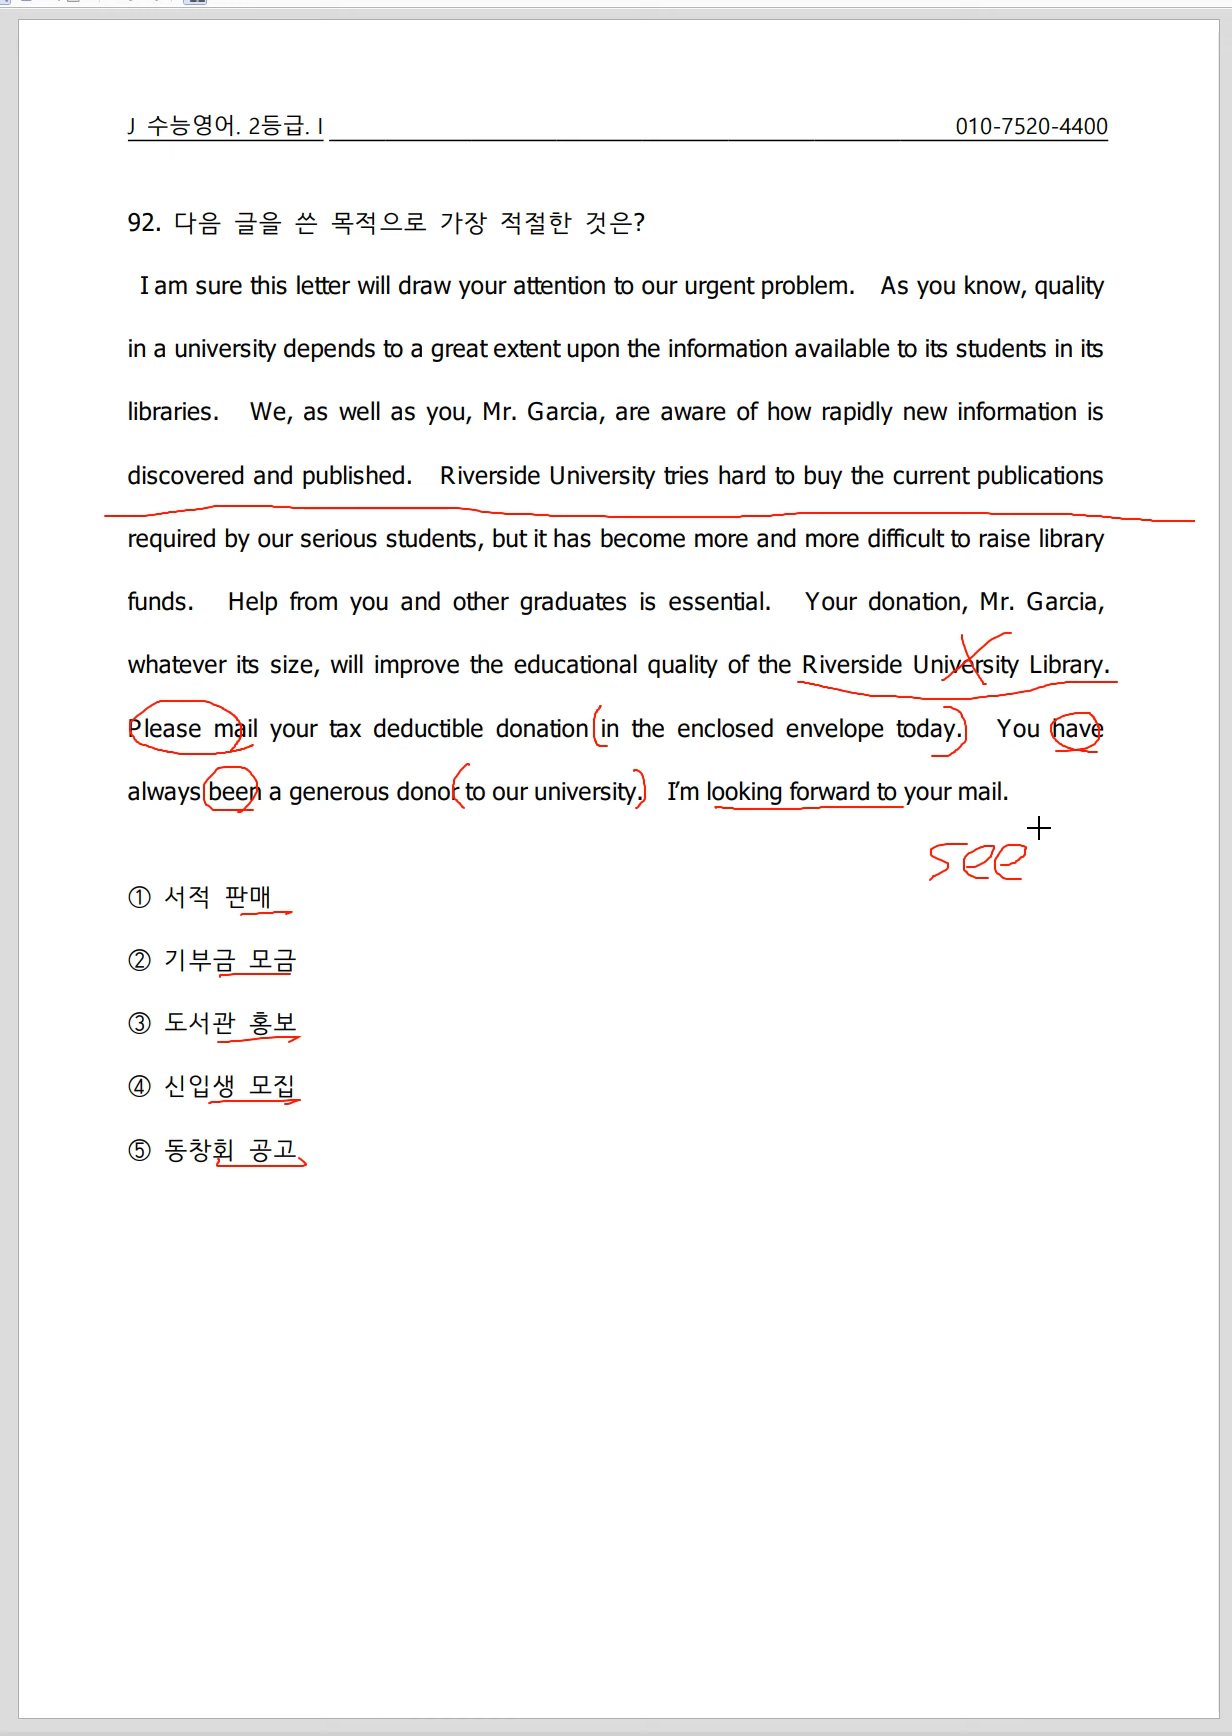 J 수능영어. 2등급. I 010-7520-4400
92. 다음 글을 쓴 목적으로 가장 적절한 것은?
I am sure this letter will draw your attention to our urgent problem. As you know, quality
in a university depends to a great extent upon the information available to its students in its
libraries. We, as well as you, Mr. Garcia, are aware of how rapidly new information is
discovered and published. Riverside University tries hard to buy the current publications
required by our serious students, but it has become more and more difficult to raise library
funds. Help from you and other graduates is essential. Your donation, Mr. Garcia,
whatever its size, will improve the educational quality of the Riverside University Library.
Please mail your tax deductible donation in the enclosed envelope today. You have
always been a generous donor to our university. I’m looking forward to your mail.
see
① 서적 판매
② 기부금 모금
③ 도서관 홍보
④ 신입생 모집
⑤ 동창회 공고